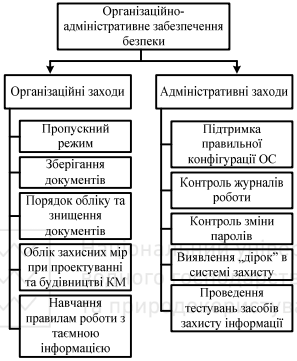 Організаційно-
адміністративне забезпечення
безпеки
Організаційні заходи
Адміністративні заходи
Пропускний
режим
Зберігання
документів
Порядок обліку та
знищення
документів
Облік захисних мір
при проектуванні
та будівництві КМ
Навчання
правилам роботи з
таємною
інформацією
Підтримка
правильної
конфігурації ОС
Контроль журналів
роботи
Контроль зміни
паролів
Виявлення „дірок” в
системі захисту
Проведення
тестувань засобів
захисту інформації